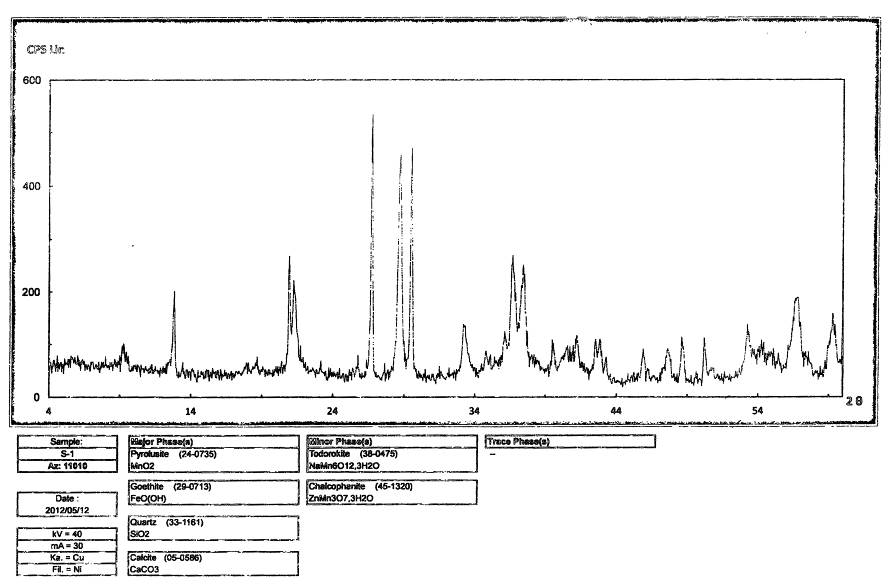 600
400
200
0
4
14
24
34
44
54
2θ
Sample:
S-1
Az: 11010
Date :
2012/05/12
kV = 40
mA = 30
Ka. = Cu
Fil. = Ni
Major Phase(s)
Pyrolusite (24-0735)
MnO2
Goethite (29-0713)
FeO(OH)
Quartz (33-1161)
SiO2
Calcite (05-0586)
CaCO3
Minor Phase(s)
Todorokite (38-0475)
NaMn6O12,3H2O
Chalcophanite (45-1320)
ZnMn3O7,3H2O
Trace Phase(s)
–